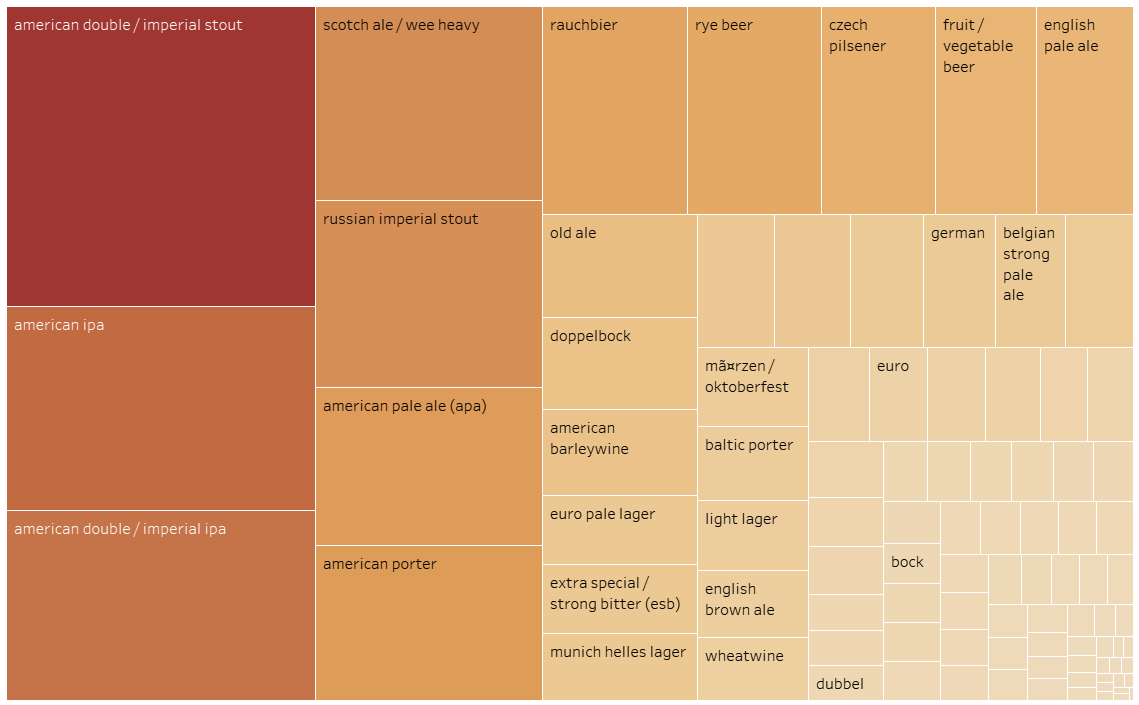 american double / imperial stout
american ipa
american double / imperial ipa
scotch ale / wee heavy
russian imperial stout
american pale ale (apa)
american porter
rauchbier
rye beer
czech
pilsener
fruit /
vegetable
beer
english
pale ale
old ale
doppelbock
american
barleywine
euro pale lager
extra special /
strong bitter (esb)
munich helles lager
german
belgian
strong
pale
ale
mã¤rzen /
oktoberfest
baltic porter
light lager
english
brown ale
wheatwine
euro
bock
dubbel